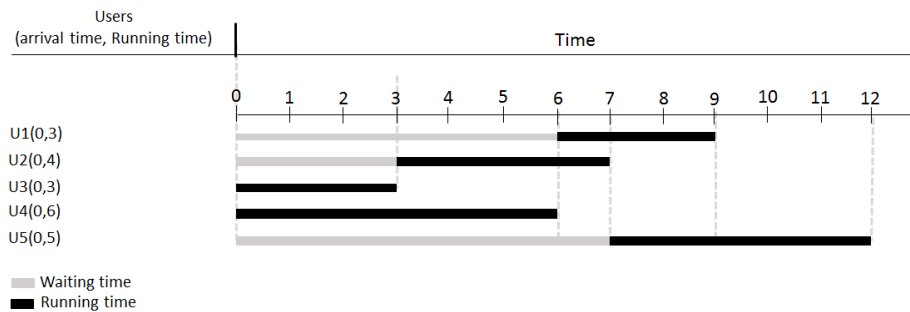 Users
(arrival time, Running time)
Time
0 1 2 3 4 5 6 7 8 9 10 11 12
U1(0,3)
U2(0,4)
U3(0,3)
U4(0,6)
U5(0,5)
Waiting time
Running time